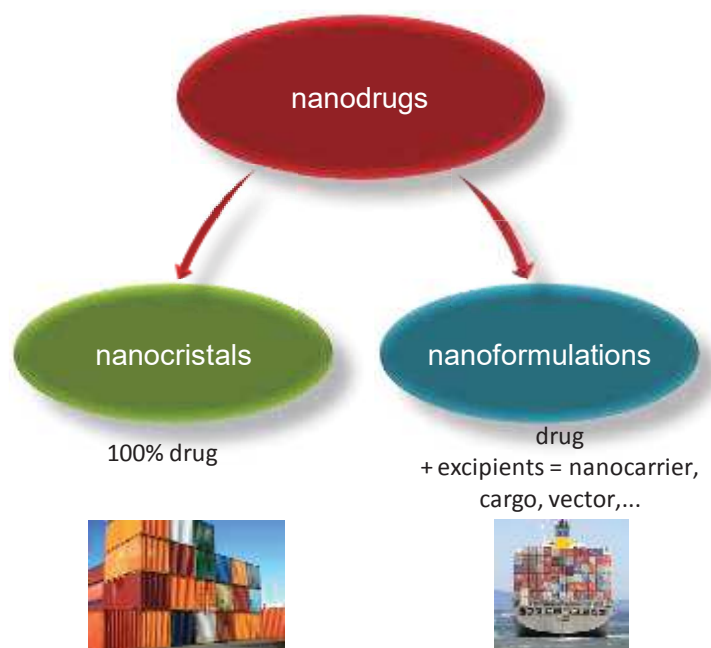 nanodrugs
nanocristals
nanoformulations
100% drug
drug
+ excipients = nanocarrier,
cargo, vector,...